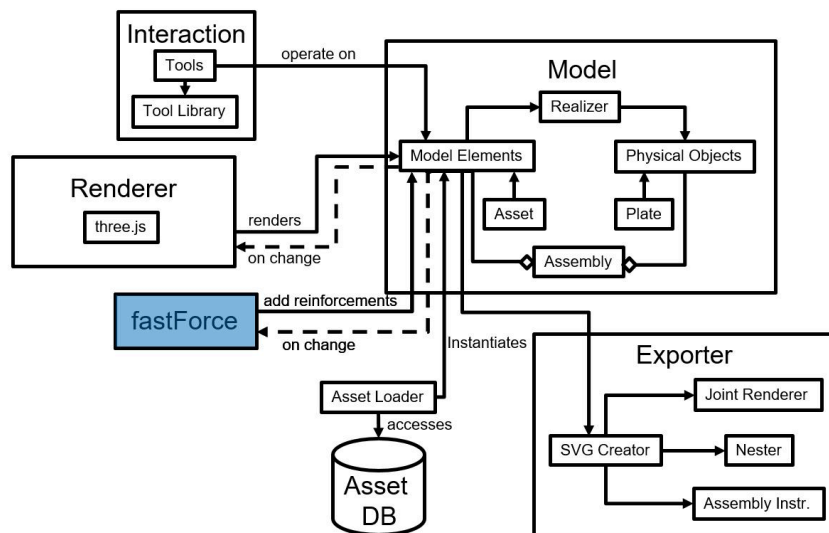 Interaction
Tools
Tool Library
operate on
Model
Realizer
Model Elements
Physical Objects
Asset
Plate
Assembly
Renderer
three.js
renders
on change
fastForce
add reinforcements
on change
Instantiates
Asset Loader
accesses
Asset
DB
Exporter
Joint Renderer
SVG Creator
Nester
Assembly Instr.